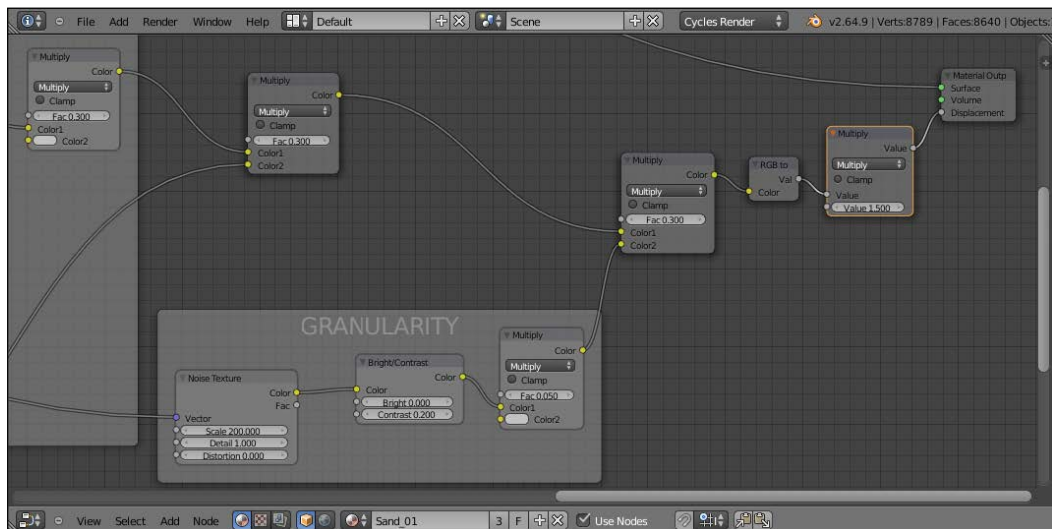 File Add Render Window Help Default Scene Cycles Render v2.64.9 | Verts:8789 | Faces:8640 | Objects:
Multiply
Color
Multiply
Clamp
Fac 0.300
Color1
Color2
Multiply
Color
Multiply
Clamp
Fac 0.300
Color1
Color2
Multiply
Color
Multiply
Clamp
Fac 0.300
Color1
Color2
RGB to
Val
Color
Multiply
Value
Multiply
Clamp
Value
Value 1.500
Material Outp
Surface
Volume
Displacement
GRANULARITY
Noise Texture
Color
Fac
Vector
Scale 200.000
Detail 1.000
Distortion 0.000
Bright/Contrast
Color
Color
Bright 0.000
Contrast 0.200
Multiply
Color
Multiply
Clamp
Fac 0.050
Color1
Color2
View Select Add Node Sand_01 3 F Use Nodes